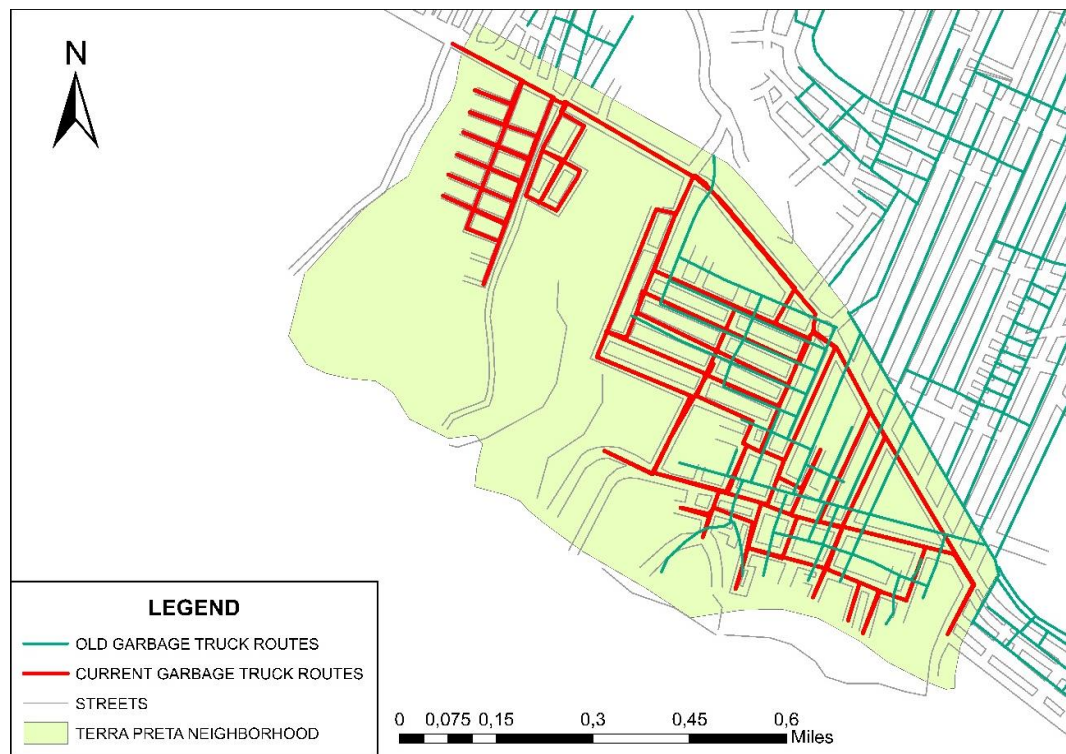 N
LEGEND
OLD GARBAGE TRUCK ROUTES
CURRENT GARBAGE TRUCK ROUTES
STREETS
TERRA PRETA NEIGHBORHOOD
0 0,075 0,15 0,3 0,45 0,6
Miles